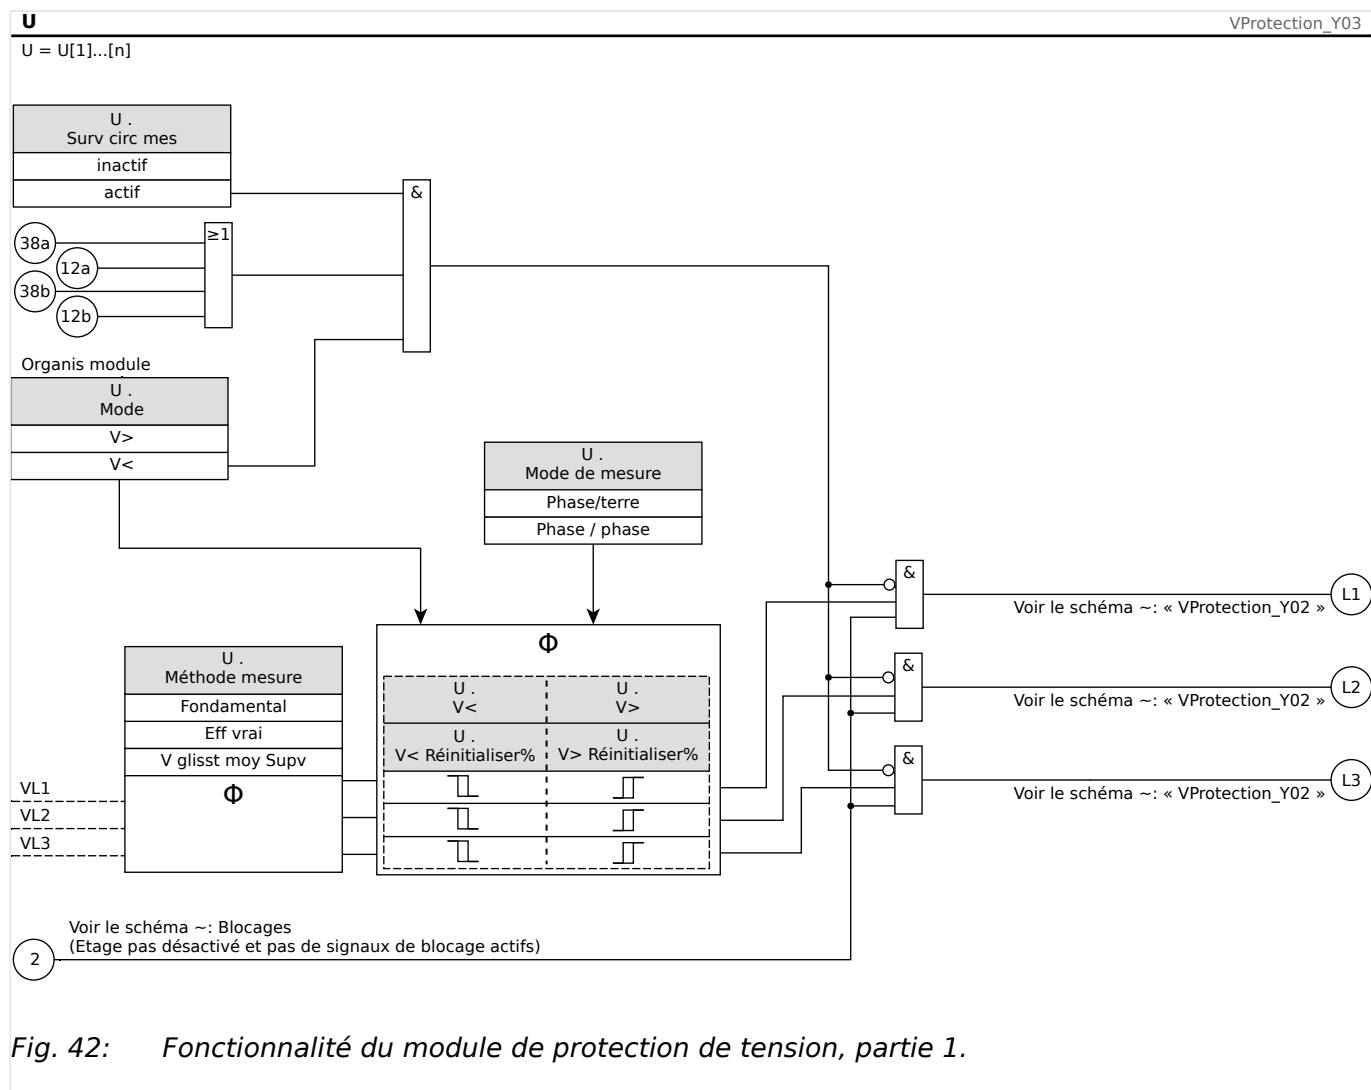 U
VProtection_Y03
U = U[1]...[n]
U .
Surv circ mes
inactif
actif
&
38a
≥1
12a
38b
12b
Organis module
U .
Mode
V>
V<
U .
Mode de mesure
Phase/terre
Phase / phase
&
L1
Voir le schéma ~: « VProtection_Y02 »
&
L2
Voir le schéma ~: « VProtection_Y02 »
&
L3
Voir le schéma ~: « VProtection_Y02 »
Φ
U .
V<
U .
V>
U .
V< Réinitialiser%
U .
V> Réinitialiser%
U .
Méthode mesure
Fondamental
Eff vrai
V glisst moy Supv
Φ
VL1
VL2
VL3
Voir le schéma ~: Blocages
(Etage pas désactivé et pas de signaux de blocage actifs)
2
Fig. 42: Fonctionnalité du module de protection de tension, partie 1.